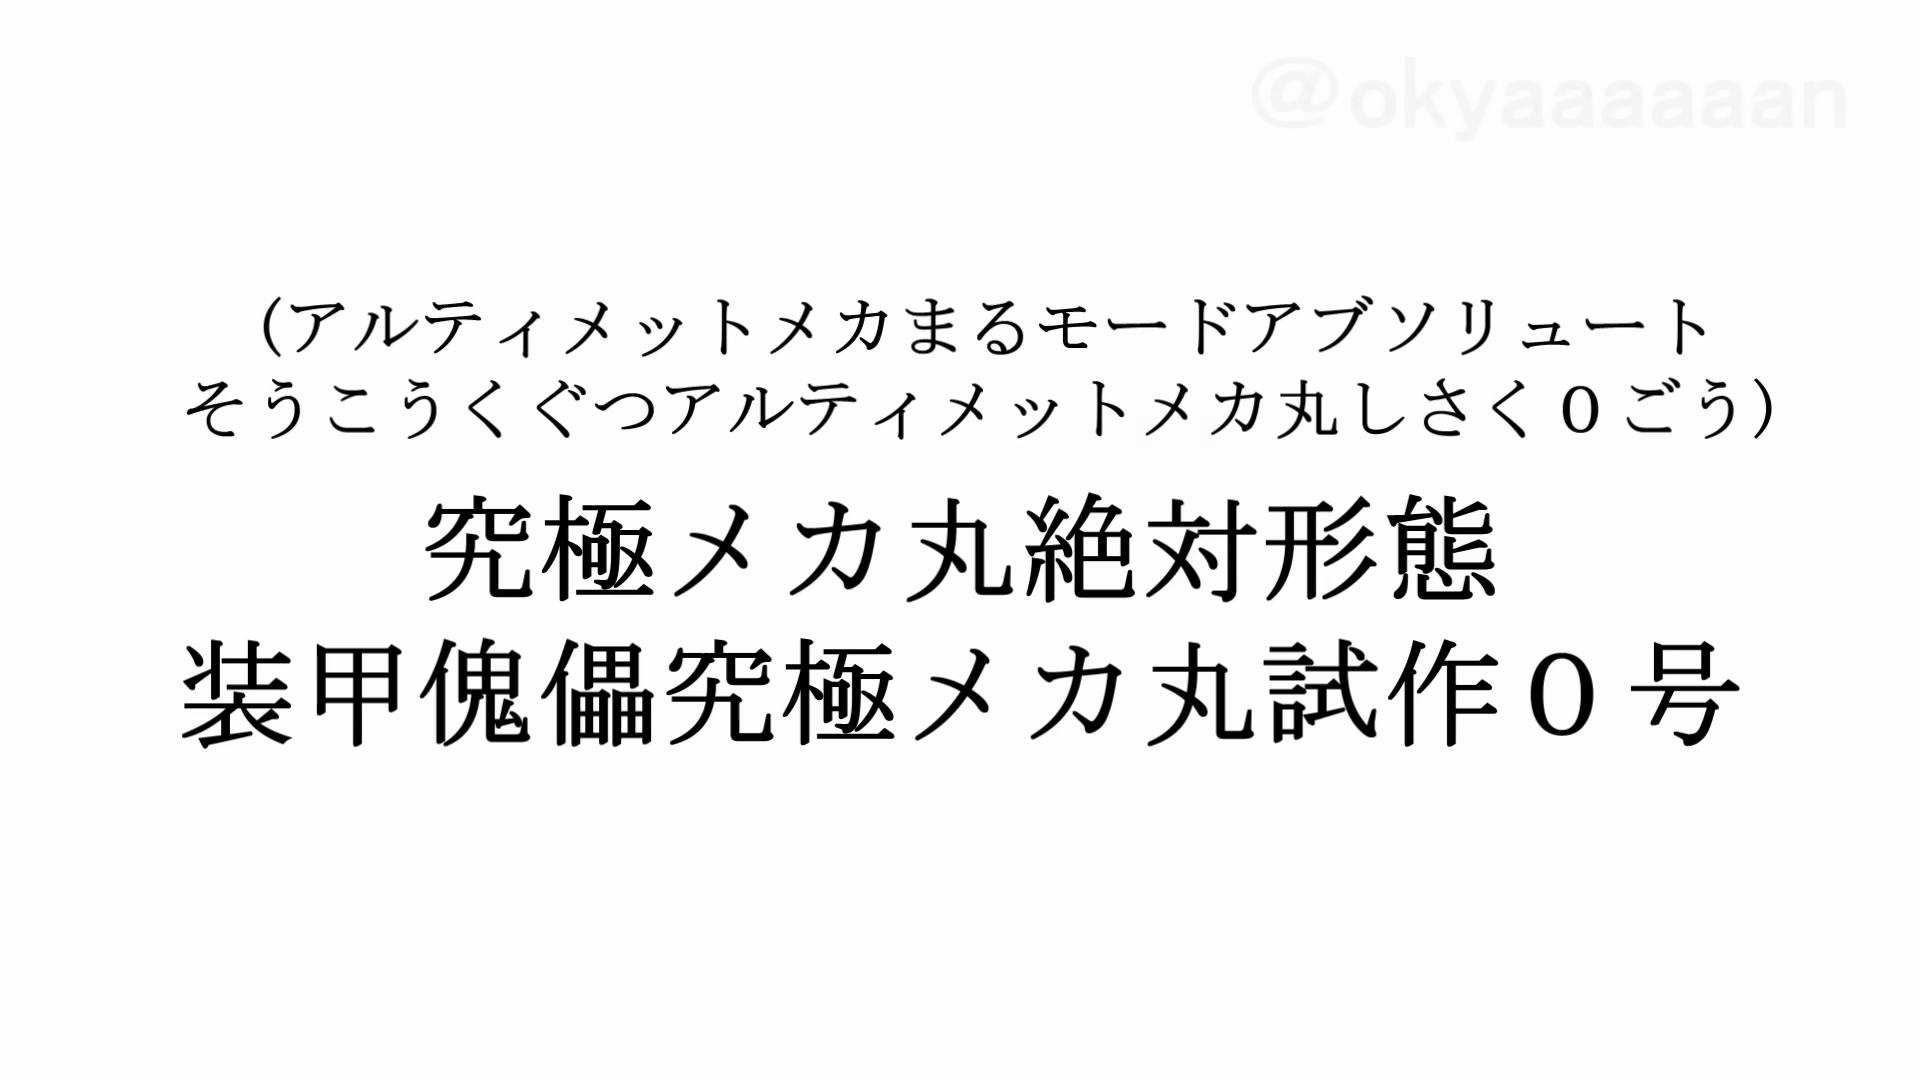 @okyaaaaaan
（アルティメットメカまるモードアブソリュート
そうこうくぐつアルティメットメカ丸しさく０ごう）
究極メカ丸絶対形態
装甲傀儡究極メカ丸試作０号